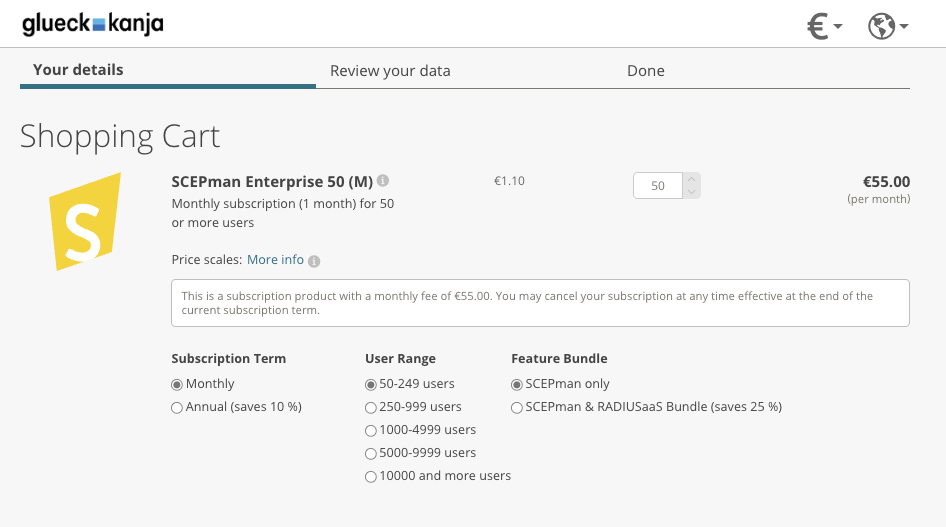 glueck kanja
€
Your details
Review your data
Done
Shopping Cart
S
SCEPman Enterprise 50 (M)
€1.10
50
€55.00
Monthly subscription (1 month) for 50
or more users
(per month)
Price scales: More info
This is a subscription product with a monthly fee of €55.00. You may cancel your subscription at any time effective at the end of the
current subscription term.
Subscription Term
User Range
Feature Bundle
Monthly
50-249 users
SCEPman only
Annual (saves 10 %)
250-999 users
SCEPman & RADIUSaaS Bundle (saves 25 %)
1000-4999 users
5000-9999 users
10000 and more users